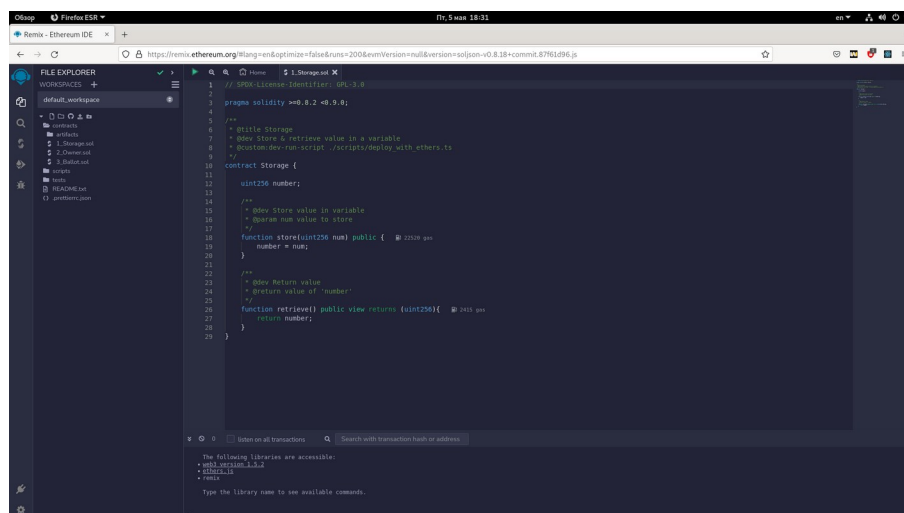 Обзор Firefox ESR Пт, 5 мая 18:31 en
Remix - Ethereum IDE × +
https://remix.ethereum.org/#lang=en&optimize=false&runs=200&evmVersion=null&version=soljson-v0.8.18+commit.87f61d96.js
FILE EXPLORER
WORKSPACES +
default_workspace
contracts
artifacts
1_Storage.sol
2_Owner.sol
3_Ballot.sol
scripts
tests
README.txt
.prettierrc.json
Home 1_Storage.sol ×
1 // SPDX-License-Identifier: GPL-3.0
2
3 pragma solidity >=0.8.2 <0.9.0;
4
5 /**
6 * @title Storage
7 * @dev Store & retrieve value in a variable
8 * @custom:dev-run-script ./scripts/deploy_with_ethers.ts
9 */
10 contract Storage {
11
12 uint256 number;
13
14 /**
15 * @dev Store value in variable
16 * @param num value to store
17 */
18 function store(uint256 num) public { 22520 gas
19 number = num;
20 }
21
22 /**
23 * @dev Return value
24 * @return value of 'number'
25 */
26 function retrieve() public view returns (uint256){ 2415 gas
27 return number;
28 }
29 }
0 listen on all transactions Search with transaction hash or address
The following libraries are accessible:
• web3 version 1.5.2
• ethers.js
• remix
Type the library name to see available commands.